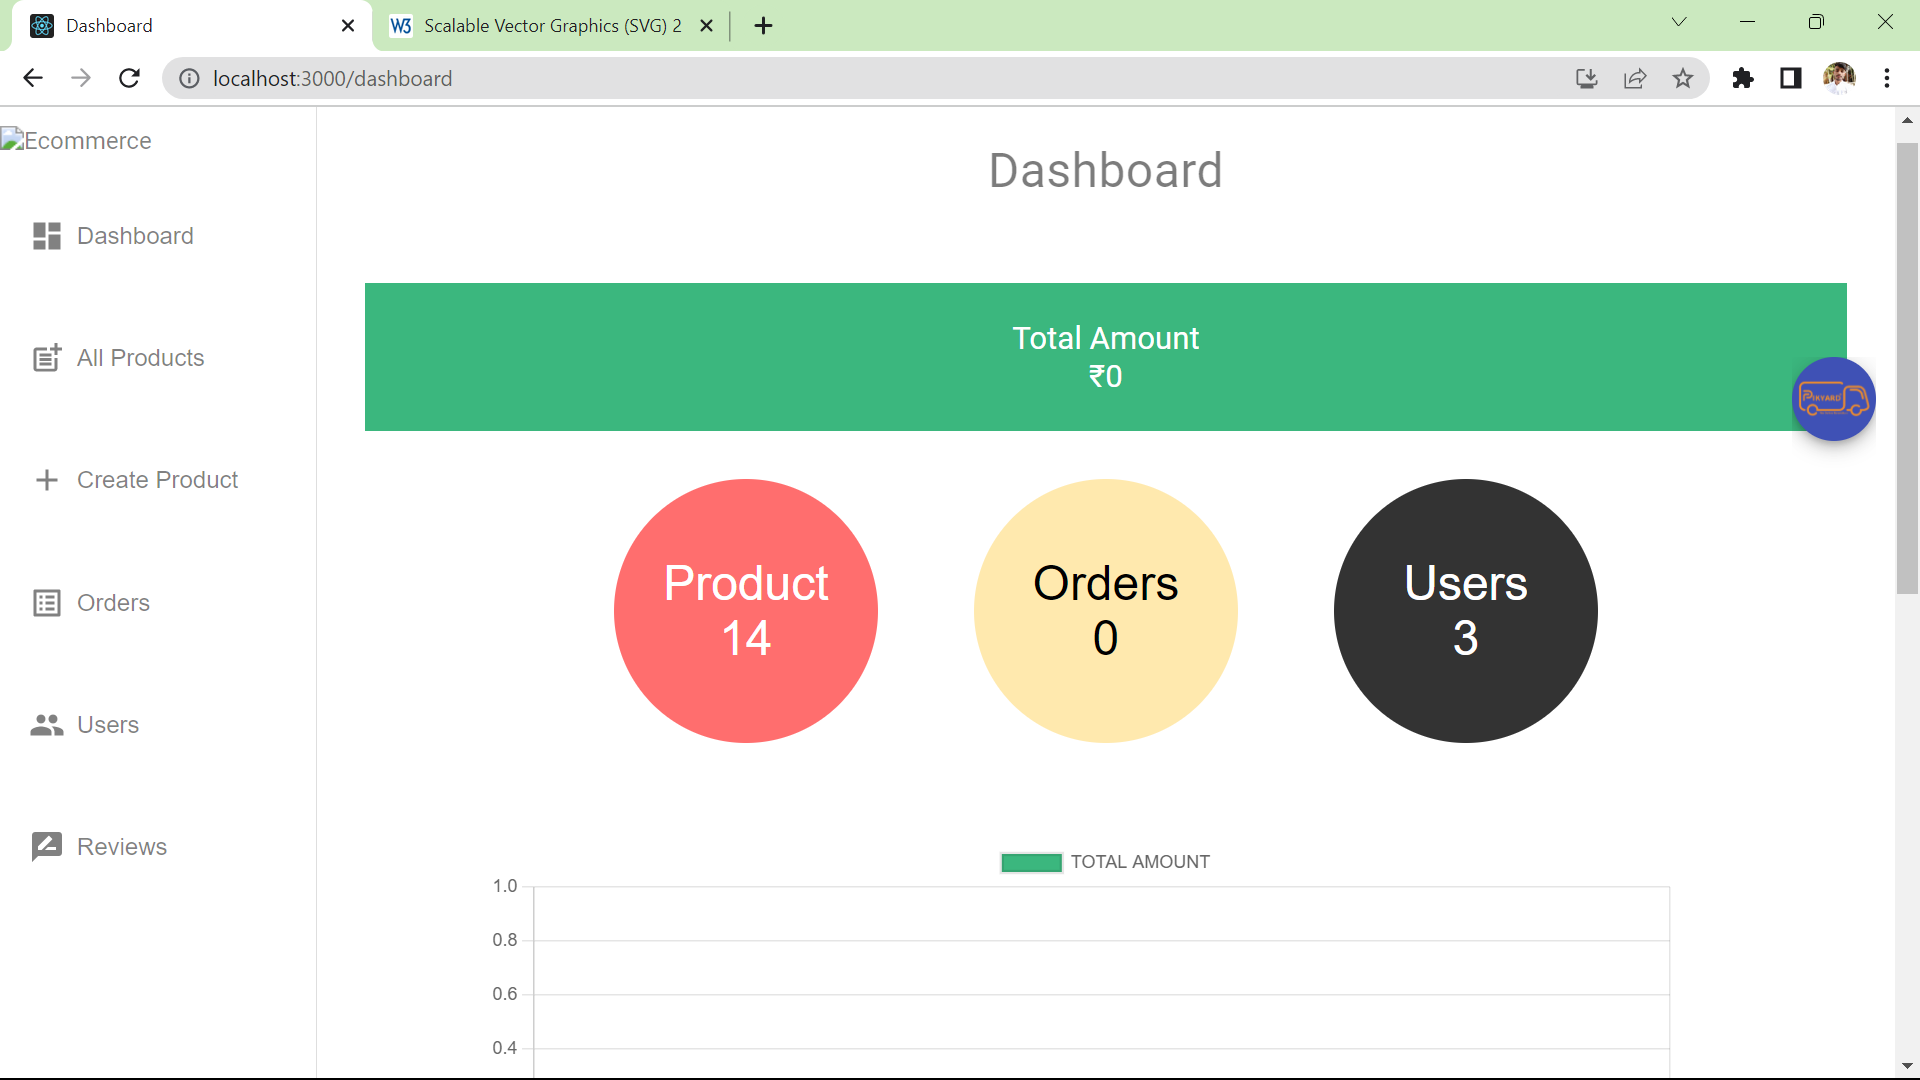 Dashboard
W3 Scalable Vector Graphics (SVG) 2
localhost:3000/dashboard
Ecommerce
Dashboard
All Products
Create Product
Orders
Users
Reviews
Dashboard
Total Amount
₹0
PIKYARD
Product
14
Orders
0
Users
3
TOTAL AMOUNT
1.0
0.8
0.6
0.4